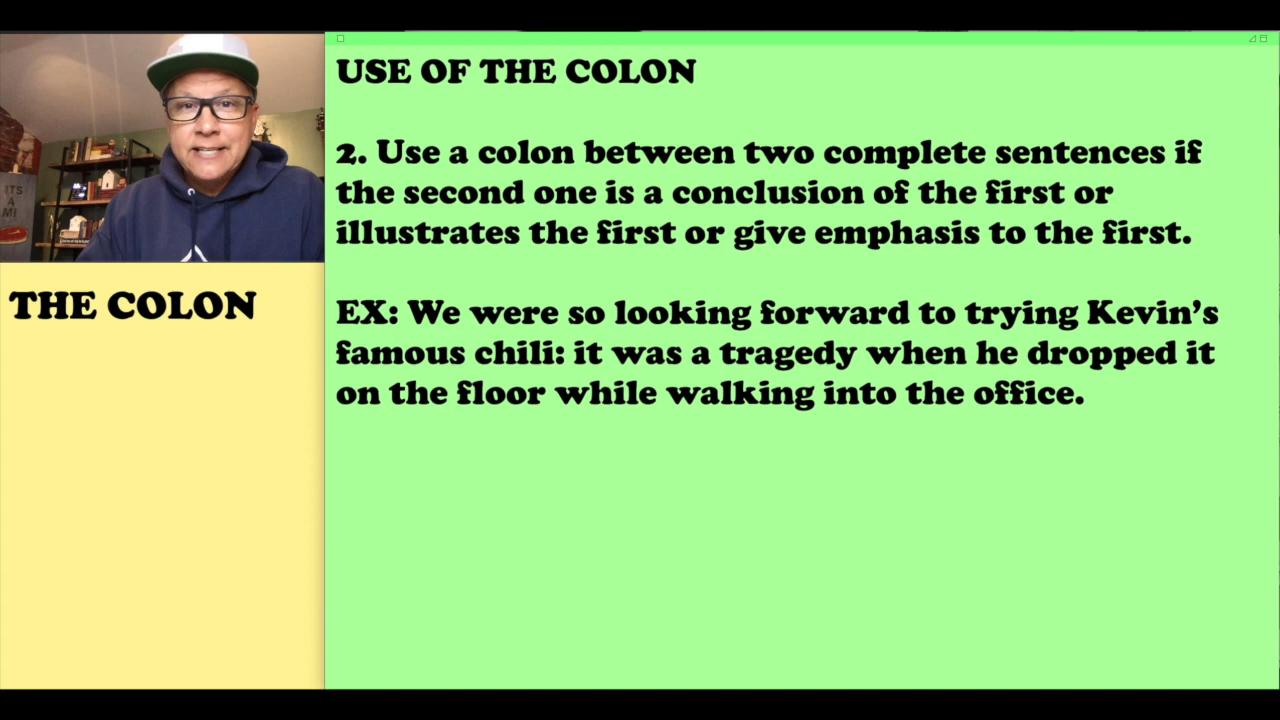 USE OF THE COLON
2. Use a colon between two complete sentences if
the second one is a conclusion of the first or
illustrates the first or give emphasis to the first.
EX: We were so looking forward to trying Kevin’s
famous chili: it was a tragedy when he dropped it
on the floor while walking into the office.
THE COLON
ITS
A
MI